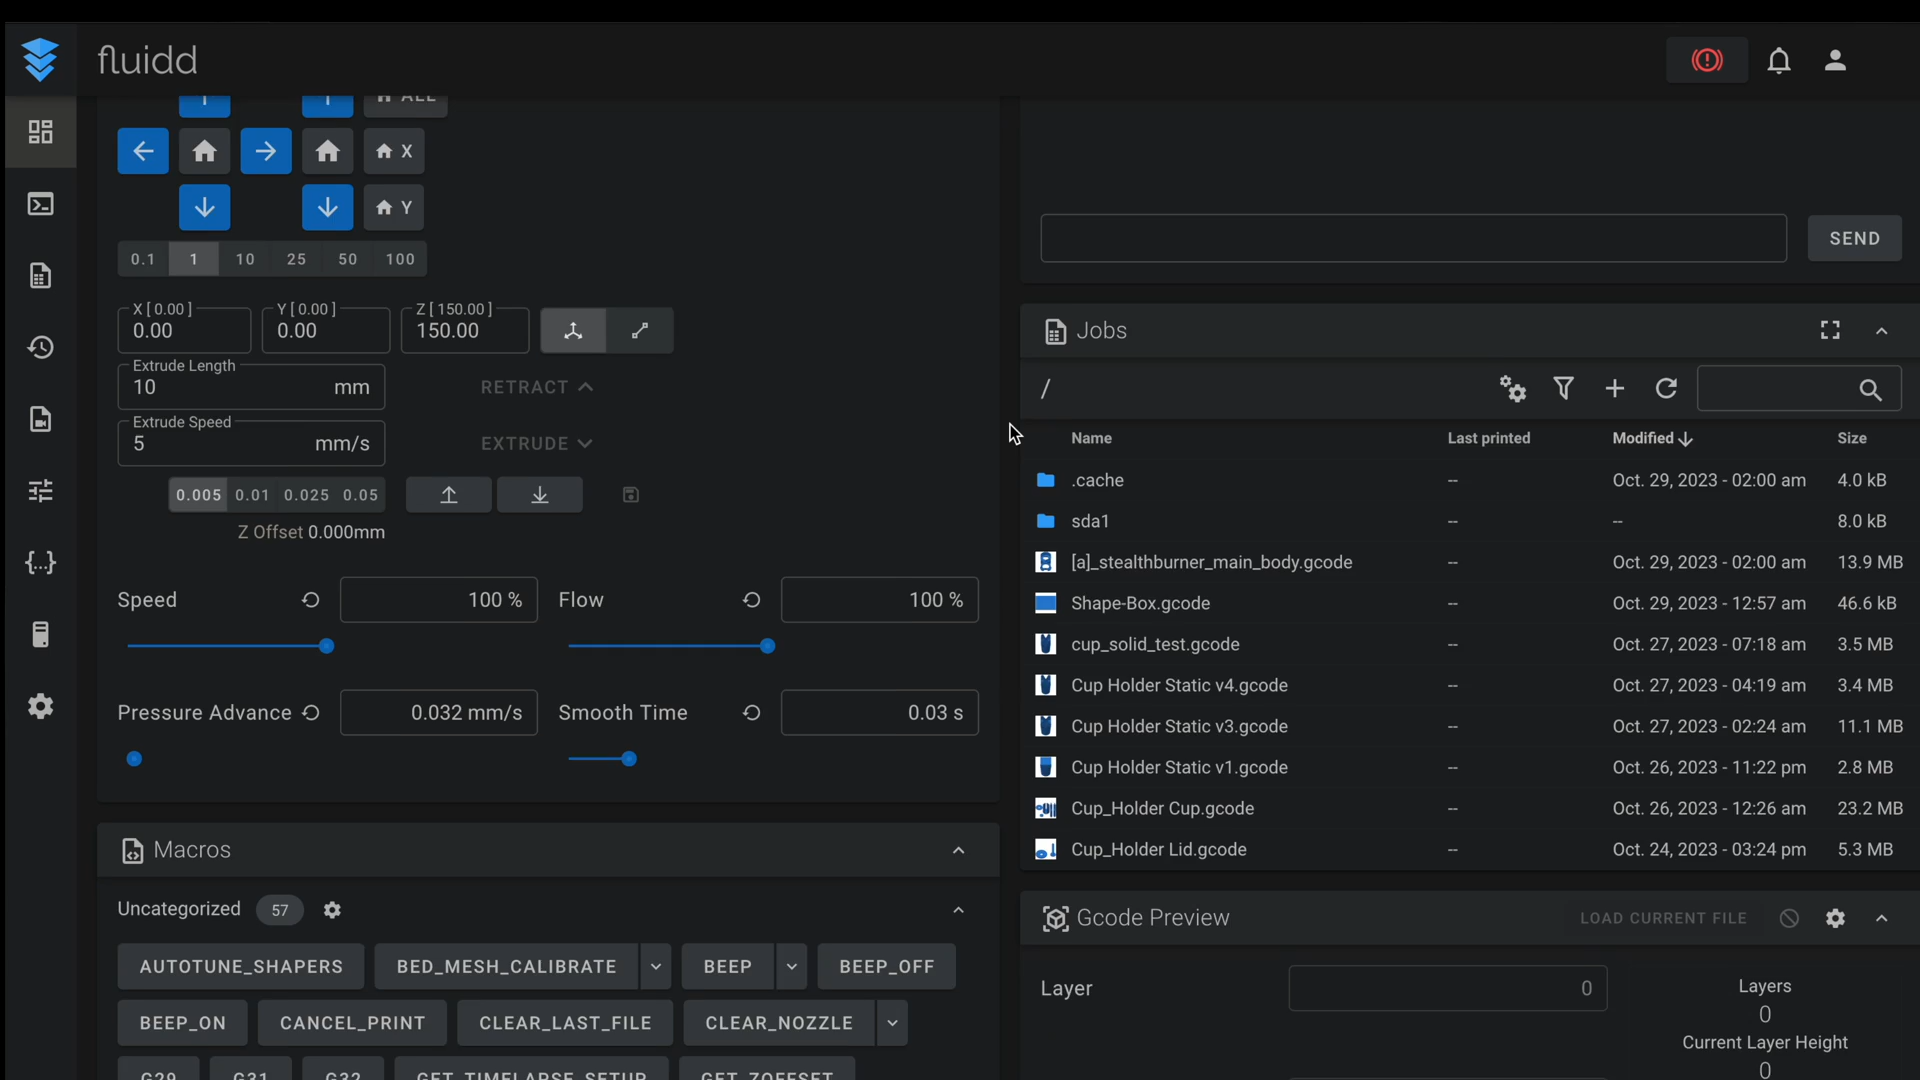 fluidd
ALL
X
Y
0.1 1 10 25 50 100
X [ 0.00 ] Y [ 0.00 ] Z [ 150.00 ]
0.00 0.00 150.00
Extrude Length
10 mm RETRACT
Extrude Speed
5 mm/s EXTRUDE
0.005 0.01 0.025 0.05
Z Offset 0.000mm
Speed 100 % Flow 100 %
Pressure Advance 0.032 mm/s Smooth Time 0.03 s
Macros
Uncategorized 57
AUTOTUNE_SHAPERS BED_MESH_CALIBRATE BEEP BEEP_OFF
BEEP_ON CANCEL_PRINT CLEAR_LAST_FILE CLEAR_NOZZLE
G29 G31 G32 GET_TIMELAPSE_SETUP GET_ZOFFSET
SEND
Jobs
/
Name Last printed Modified Size
.cache -- Oct. 29, 2023 - 02:00 am 4.0 kB
sda1 -- -- 8.0 kB
[a]_stealthburner_main_body.gcode -- Oct. 29, 2023 - 02:00 am 13.9 MB
Shape-Box.gcode -- Oct. 29, 2023 - 12:57 am 46.6 kB
cup_solid_test.gcode -- Oct. 27, 2023 - 07:18 am 3.5 MB
Cup Holder Static v4.gcode -- Oct. 27, 2023 - 04:19 am 3.4 MB
Cup Holder Static v3.gcode -- Oct. 27, 2023 - 02:24 am 11.1 MB
Cup Holder Static v1.gcode -- Oct. 26, 2023 - 11:22 pm 2.8 MB
Cup_Holder Cup.gcode -- Oct. 26, 2023 - 12:26 am 23.2 MB
Cup_Holder Lid.gcode -- Oct. 24, 2023 - 03:24 pm 5.3 MB
Gcode Preview LOAD CURRENT FILE
Layer 0 Layers
0
Current Layer Height
0